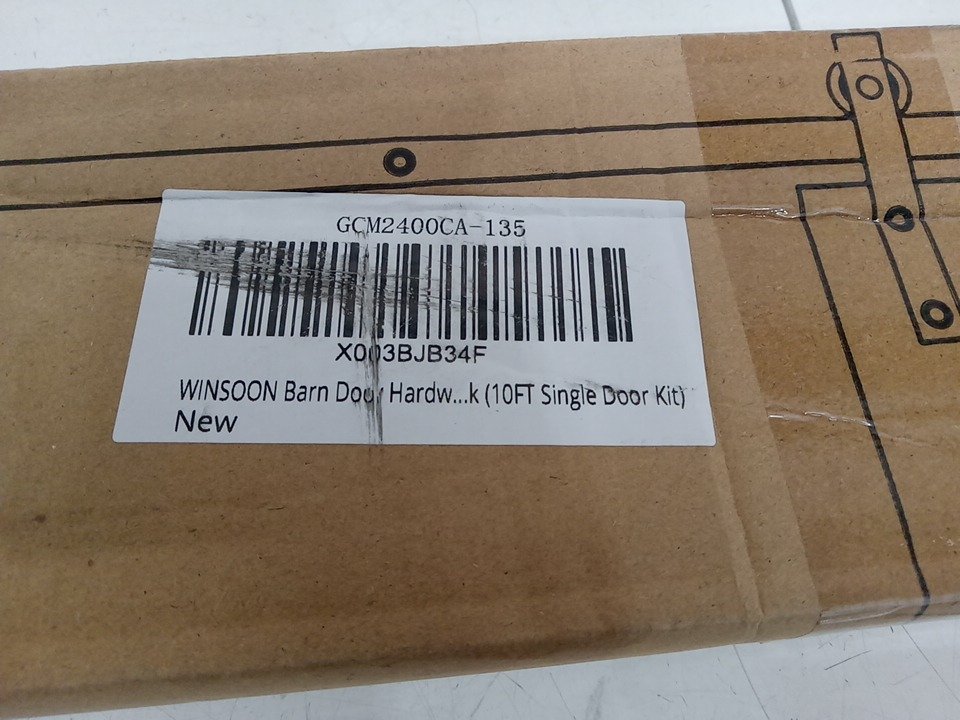 GCM2400CA-135
X003BJB34F
WINSOON Barn Door Hardw...k (10FT Single Door Kit)
New